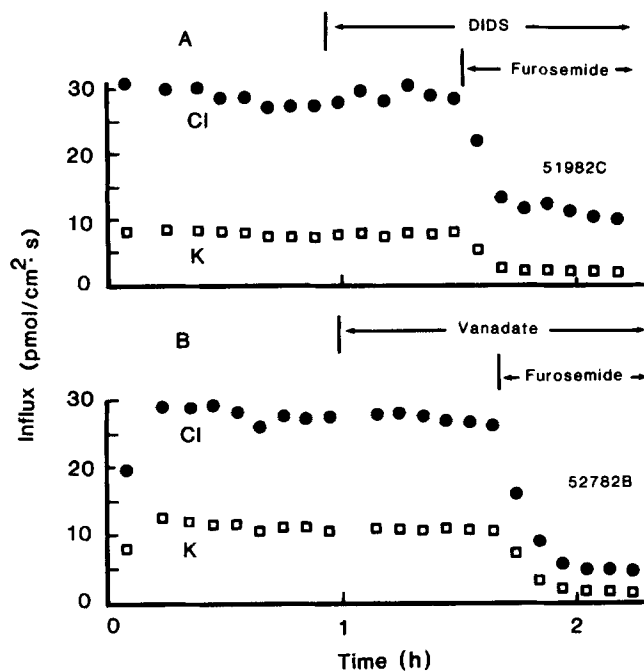 A
DIDS
Furosemide
30
Cl
20
51982C
10
K
0
B
Vanadate
Furosemide
30
Cl
20
52782B
10
K
0
0
1
2
Time (h)
Influx (pmol/cm²·s)